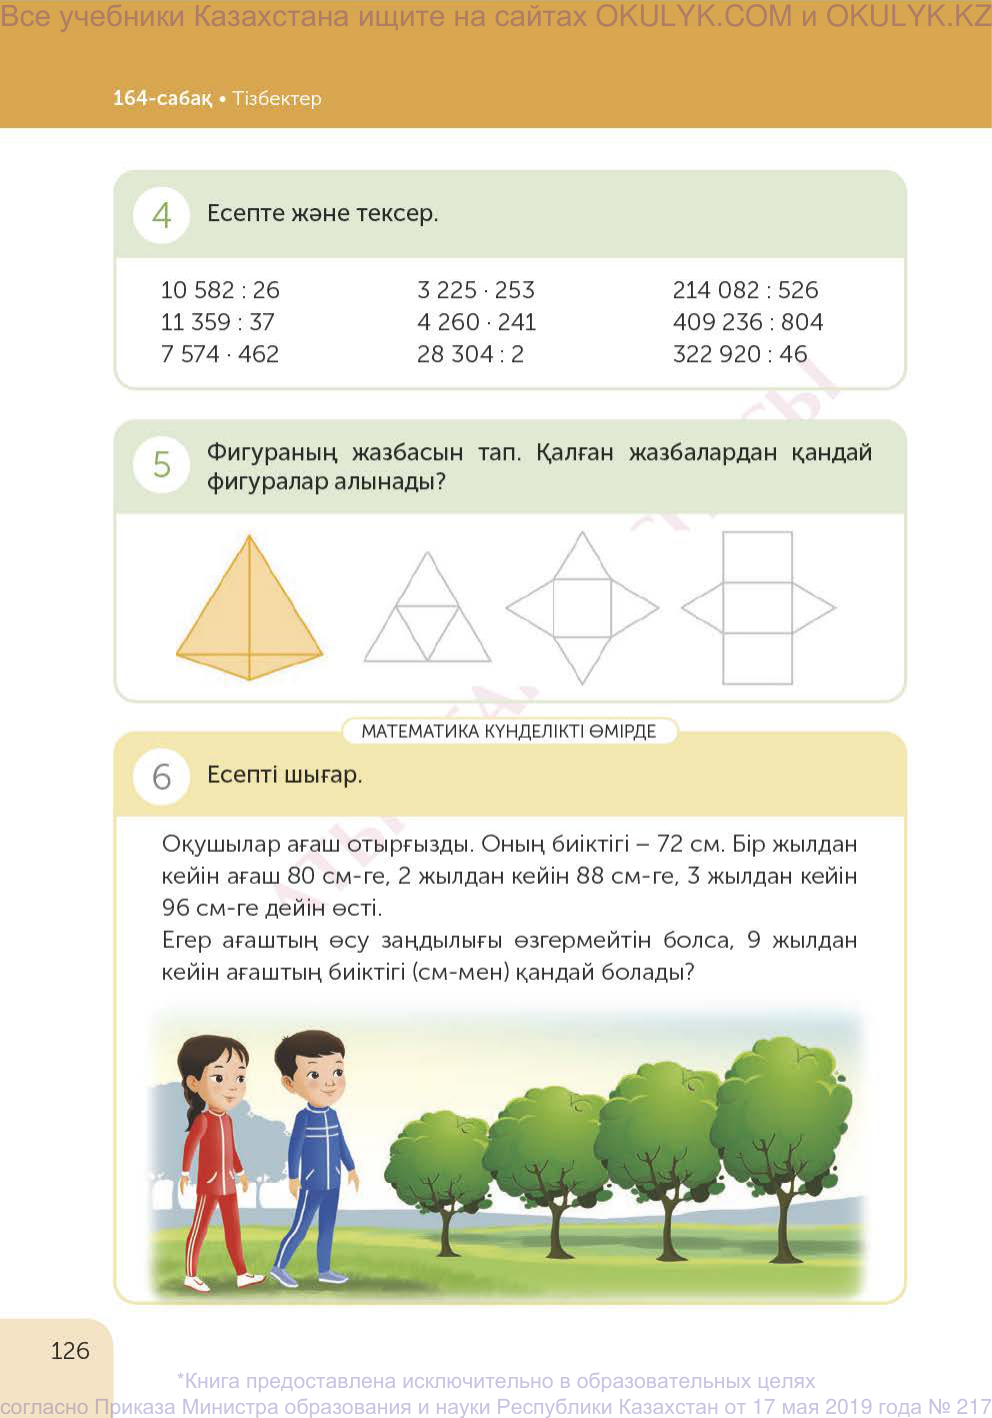 Все учебники Казахстана ищите на сайтах OKULYK.COM и OKULYK.KZ
164-сабақ • Тізбектер
4 Есепте және тексер.
10 582 : 26 3 225 · 253 214 082 : 526
11 359 : 37 4 260 · 241 409 236 : 804
7 574 · 462 28 304 : 2 322 920 : 46
5 Фигураның жазбасын тап. Қалған жазбалардан қандай
фигуралар алынады?
МАТЕМАТИКА КҮНДЕЛІКТІ ӨМІРДЕ
6 Есепті шығар.
Оқушылар ағаш отырғызды. Оның биіктігі – 72 см. Бір жылдан
кейін ағаш 80 см-ге, 2 жылдан кейін 88 см-ге, 3 жылдан кейін
96 см-ге дейін өсті.
Егер ағаштың өсу заңдылығы өзгермейтін болса, 9 жылдан
кейін ағаштың биіктігі (см-мен) қандай болады?
126
*Книга предоставлена исключительно в образовательных целях
согласно Приказа Министра образования и науки Республики Казахстан от 17 мая 2019 года № 217